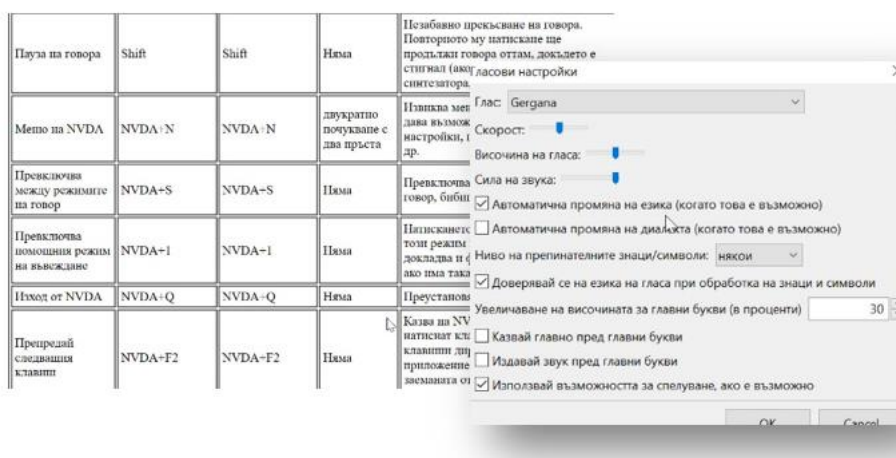 Пауза на говора
Shift
Shift
Няма
Незабавно прекъсване на говора.
Повторното му натискане ще
продължи говора оттам, докъдето е
стигнал (ако
синтезатора
Меню на NVDA
NVDA+N
NVDA+N
двукратно
почукване с
два пръста
Извиква
дава
настройки,
др.
Превключва
между режимите
на говор
NVDA+S
NVDA+S
Няма
Превключва
говор,
Превключва
помощния режим
на въвеждане
NVDA+1
NVDA+1
Няма
Натискането
този режим
докладва и
ако има така
Изход от NVDA
NVDA+Q
NVDA+Q
Няма
Препредай
следващия
клавиш
NVDA+F2
NVDA+F2
Няма
Казва на NV
натиснат
клавиши
приложение
заеманата от
Гласови настройки
Глас: Gergana
Скорост:
Височина на гласа:
Сила на звука:
Автоматична промяна на езика (когато това е възможно)
Автоматична промяна на диалекта (когато това е възможно)
Ниво на препинателните знаци/символи: някои
Доверявай се на езика на гласа при обработка на знаци и символи
Увеличаване на височината за главни букви (в проценти) 30
Казвай главно пред главни букви
Издавай звук пред главни букви
Използвай възможността за спелуване, ако е възможно
OK
Cancel